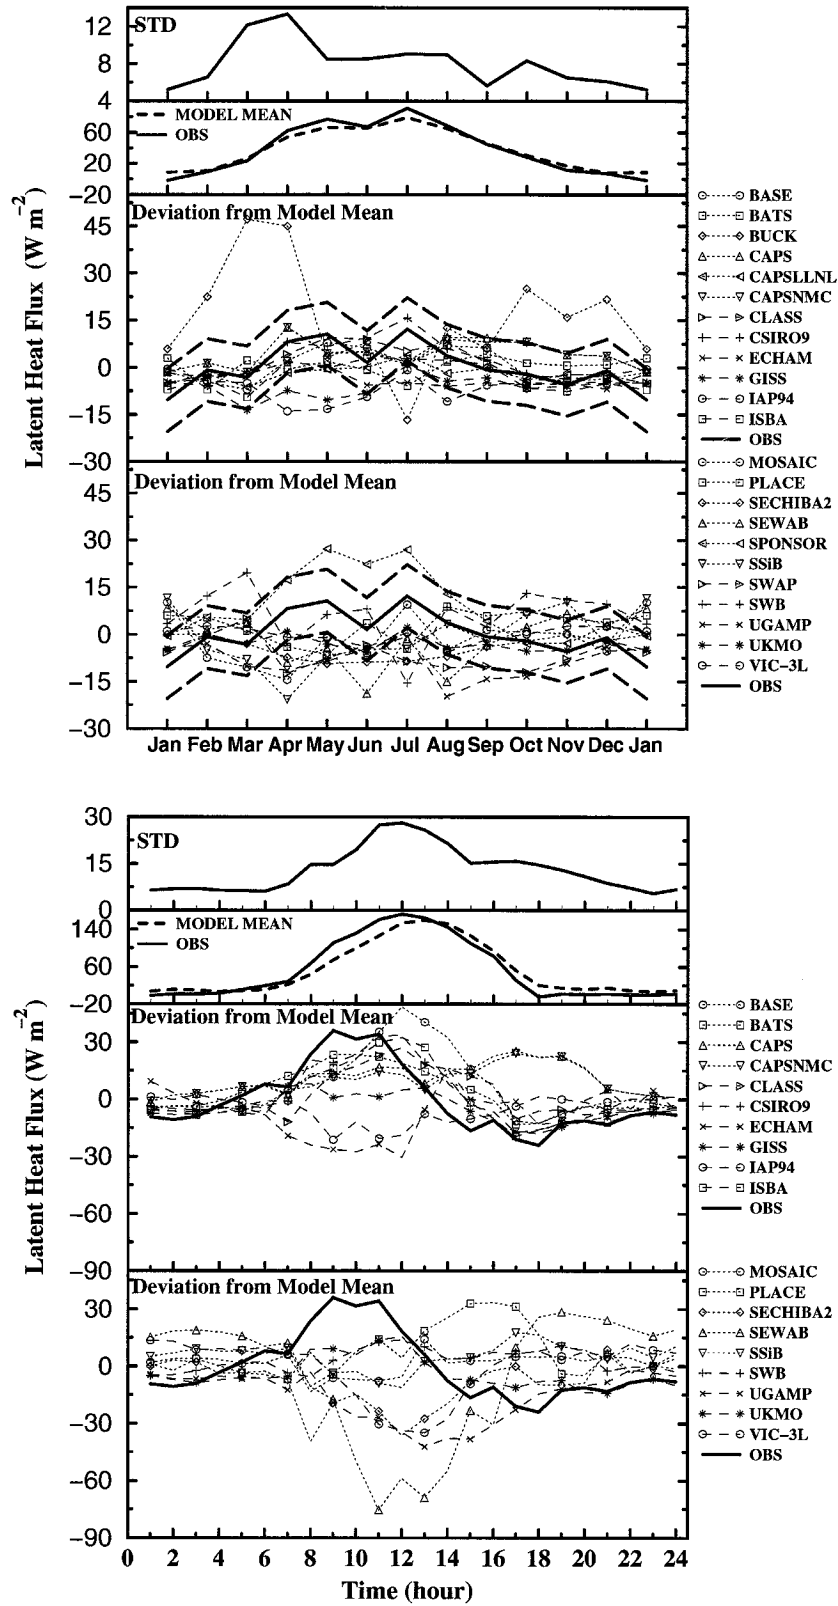 12
8
4
STD
60
20
−20
MODEL MEAN
OBS
45
30
15
0
−15
−30
Deviation from Model Mean
45
30
15
0
−15
−30
Deviation from Model Mean
Jan Feb Mar Apr May Jun Jul Aug Sep Oct Nov Dec Jan
Latent Heat Flux (W m−2)
BASE
BATS
BUCK
CAPS
CAPSLLNL
CAPSNMC
CLASS
CSIRO9
ECHAM
GISS
IAP94
ISBA
OBS
MOSAIC
PLACE
SECHIBA2
SEWAB
SPONSOR
SSiB
SWAP
SWB
UGAMP
UKMO
VIC−3L
OBS
30
15
0
STD
140
60
−20
MODEL MEAN
OBS
30
0
−30
−60
−90
Deviation from Model Mean
30
0
−30
−60
−90
Deviation from Model Mean
0 2 4 6 8 10 12 14 16 18 20 22 24
Time (hour)
Latent Heat Flux (W m−2)
BASE
BATS
CAPS
CAPSNMC
CLASS
CSIRO9
ECHAM
GISS
IAP94
ISBA
OBS
MOSAIC
PLACE
SECHIBA2
SEWAB
SSiB
SWB
UGAMP
UKMO
VIC−3L
OBS